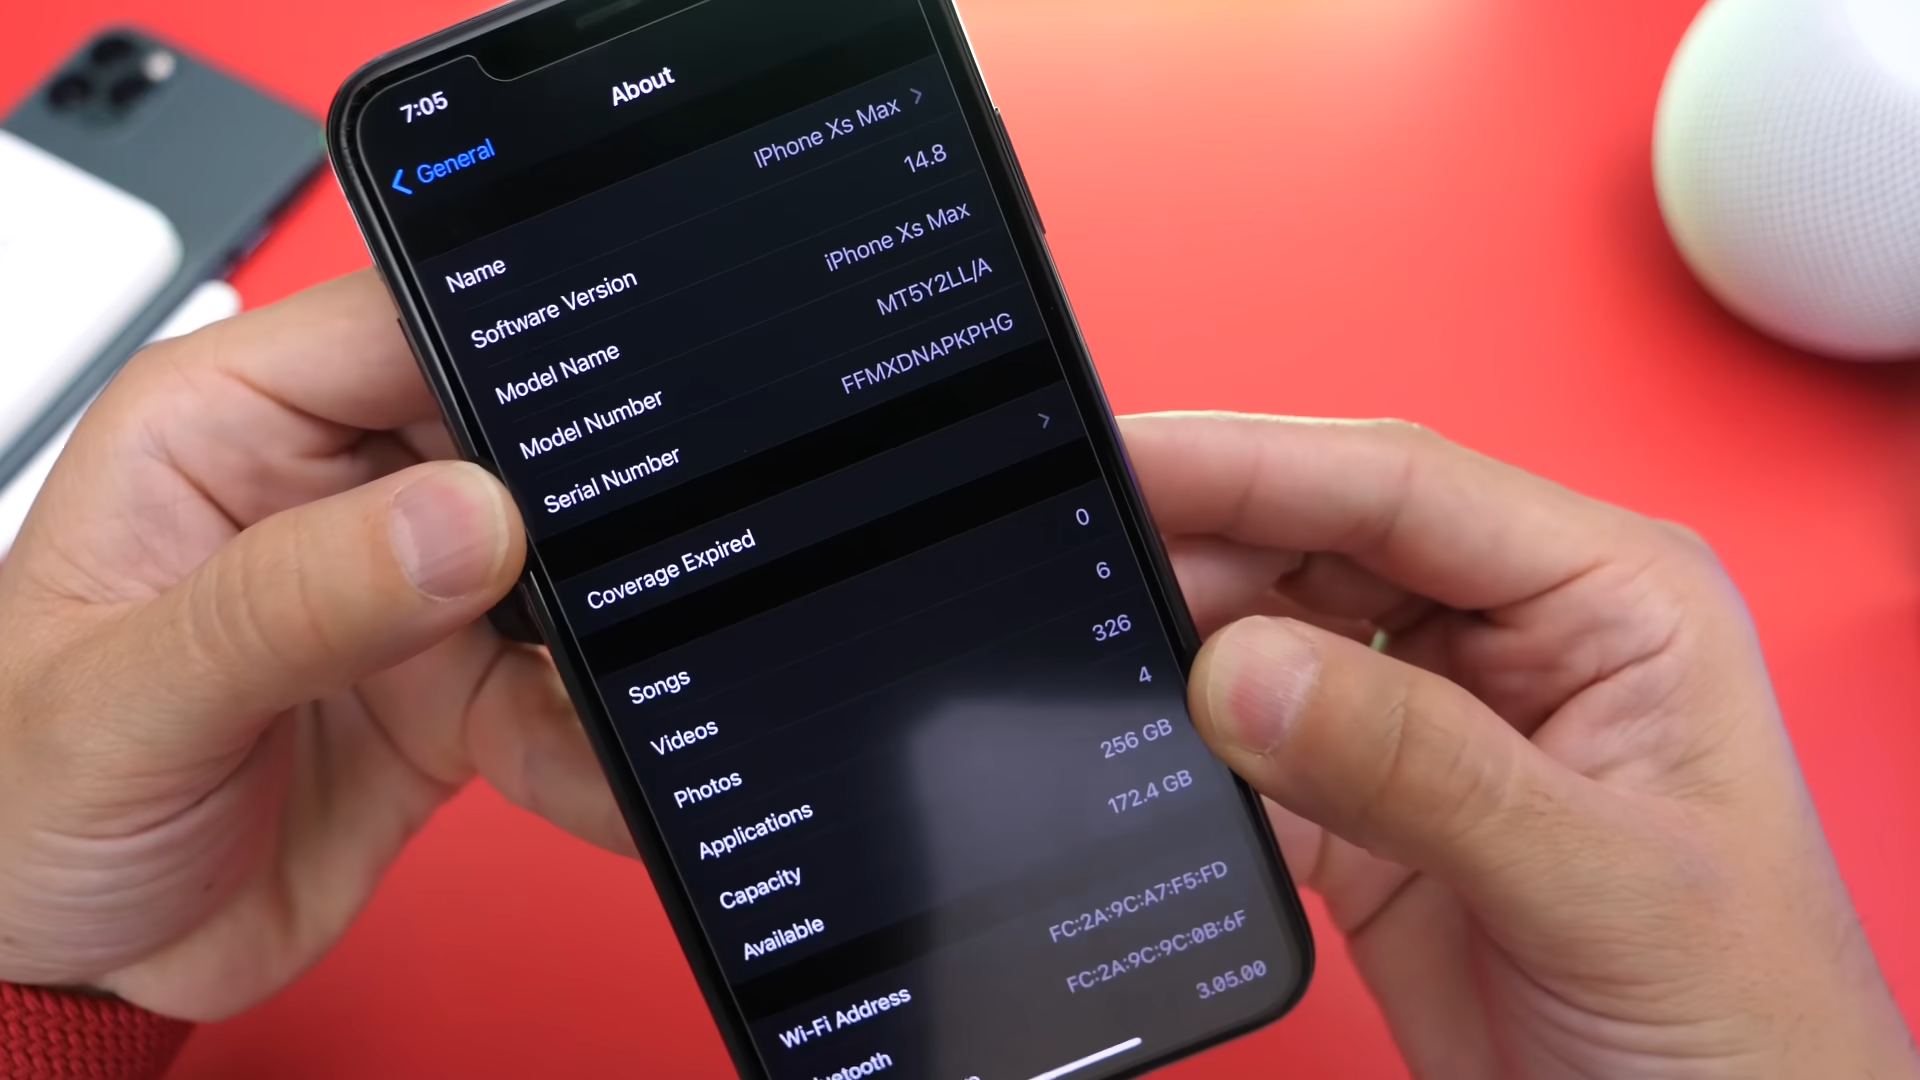 7:05
About
General
Name iPhone Xs Max
Software Version 14.8
Model Name iPhone Xs Max
Model Number MT5Y2LL/A
Serial Number FFMXDNAPKPHG
Coverage Expired
Songs 0
Videos 6
Photos 326
Applications 4
Capacity 256 GB
Available 172.4 GB
Wi-Fi Address FC:2A:9C:A7:F5:FD
uetooth FC:2A:9C:9C:0B:6F
3.05.00